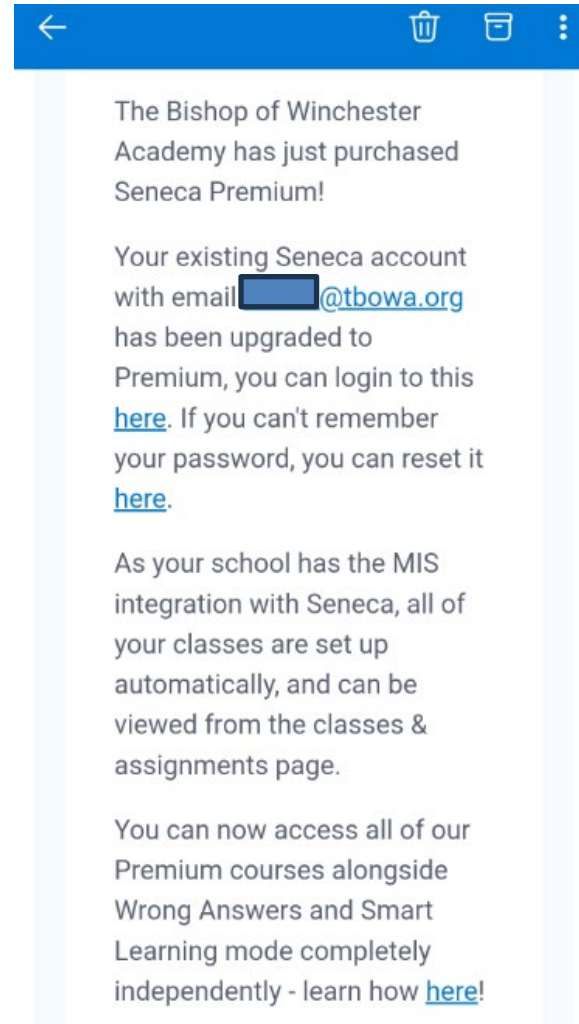 The Bishop of Winchester
Academy has just purchased
Seneca Premium!
Your existing Seneca account
with email @tbowa.org
has been upgraded to
Premium, you can login to this
here. If you can't remember
your password, you can reset it
here.
As your school has the MIS
integration with Seneca, all of
your classes are set up
automatically, and can be
viewed from the classes &
assignments page.
You can now access all of our
Premium courses alongside
Wrong Answers and Smart
Learning mode completely
independently - learn how here!